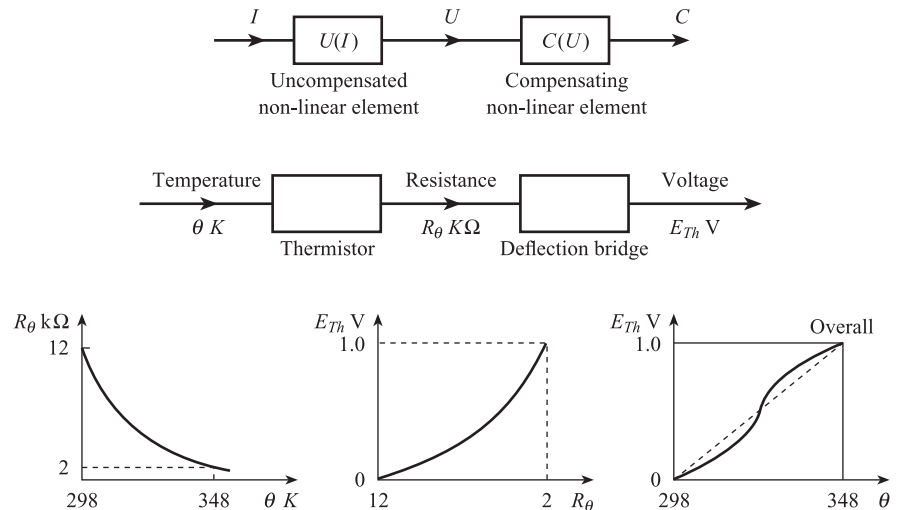 I U C
U(I) C(U)
Uncompensated Compensating
non-linear element non-linear element
Temperature Resistance Voltage
θ K R_θ KΩ E_Th V
Thermistor Deflection bridge
R_θ kΩ E_Th V E_Th V Overall
12 1.0 1.0
2 0 0
298 348 θ K 12 2 R_θ 298 348 θ